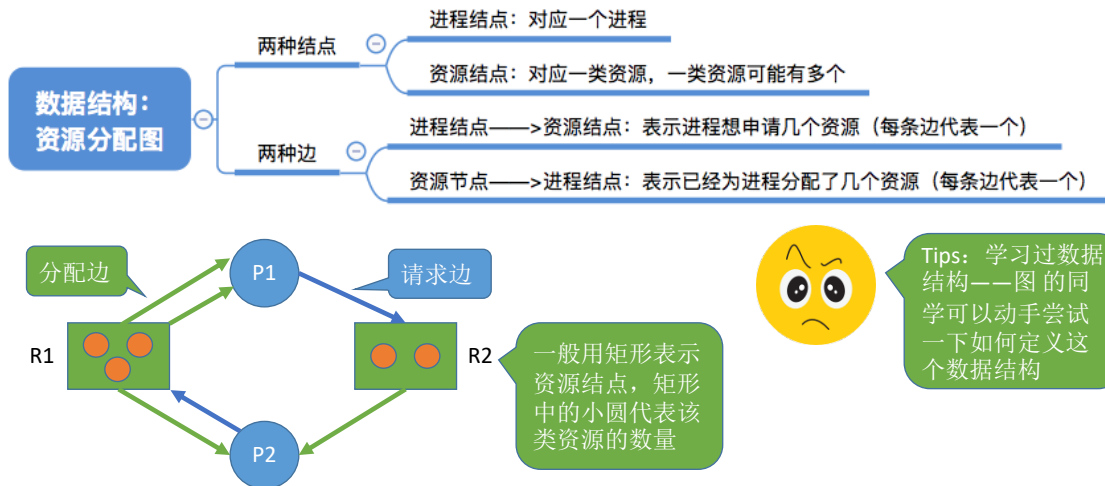 进程结点：对应一个进程
两种结点
资源结点：对应一类资源，一类资源可能有多个
数据结构：
资源分配图
进程结点——>资源结点：表示进程想申请几个资源（每条边代表一个）
两种边
资源节点——>进程结点：表示已经为进程分配了几个资源（每条边代表一个）
分配边
P1
请求边
R1
R2
P2
一般用矩形表示
资源结点，矩形
中的小圆代表该
类资源的数量
Tips：学习过数据
结构——图 的同
学可以动手尝试
一下如何定义这
个数据结构